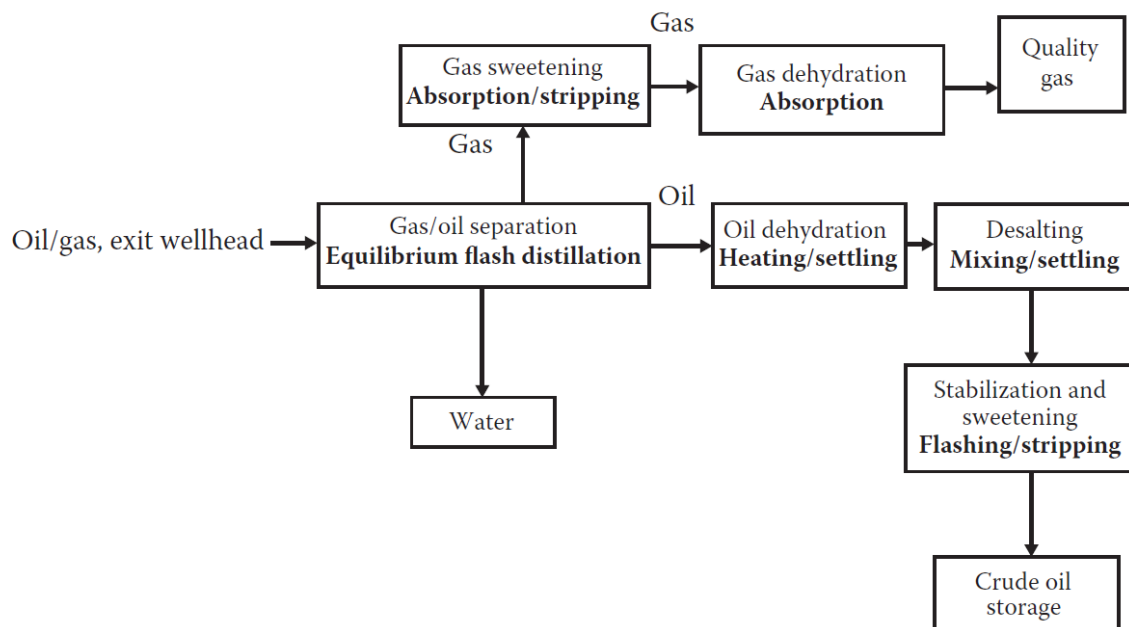 Gas
Gas sweetening
Absorption/stripping
Gas dehydration
Absorption
Quality
gas
Gas
Oil
Oil/gas, exit wellhead
Gas/oil separation
Equilibrium flash distillation
Oil dehydration
Heating/settling
Desalting
Mixing/settling
Water
Stabilization and
sweetening
Flashing/stripping
Crude oil
storage